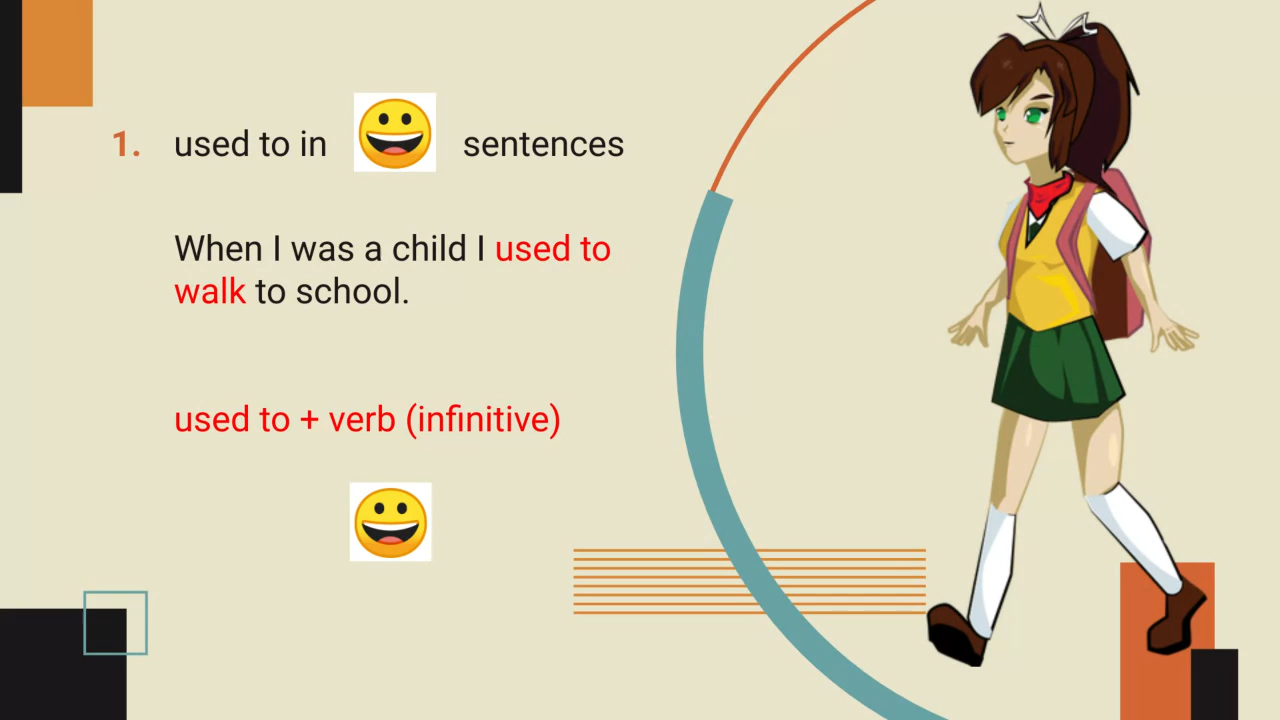 1. used to in 😀 sentences
When I was a child I used to
walk to school.
used to + verb (infinitive)
😀